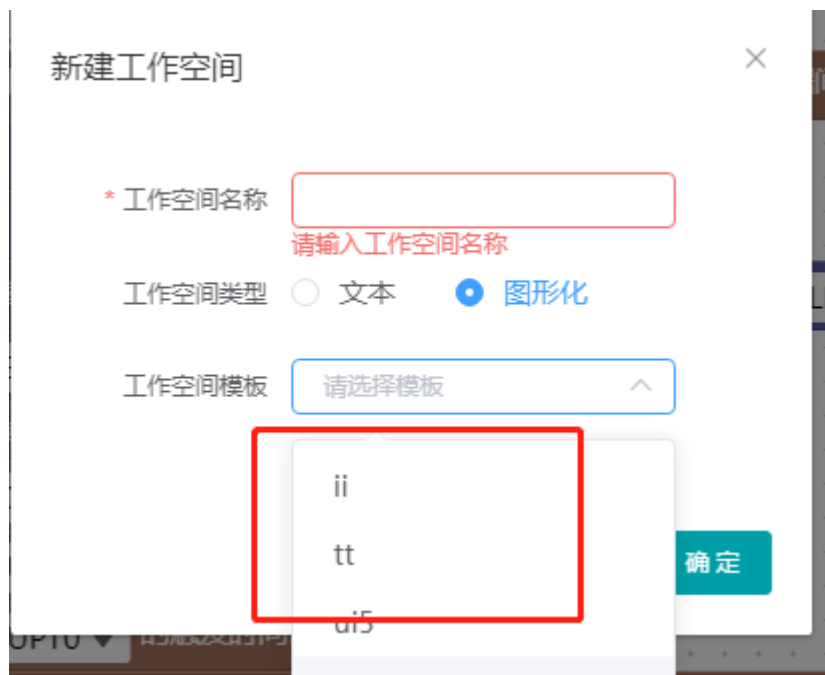 新建工作空间
* 工作空间名称
请输入工作空间名称
工作空间类型 文本 图形化
工作空间模板 请选择模板
ii
tt
ui5
确定